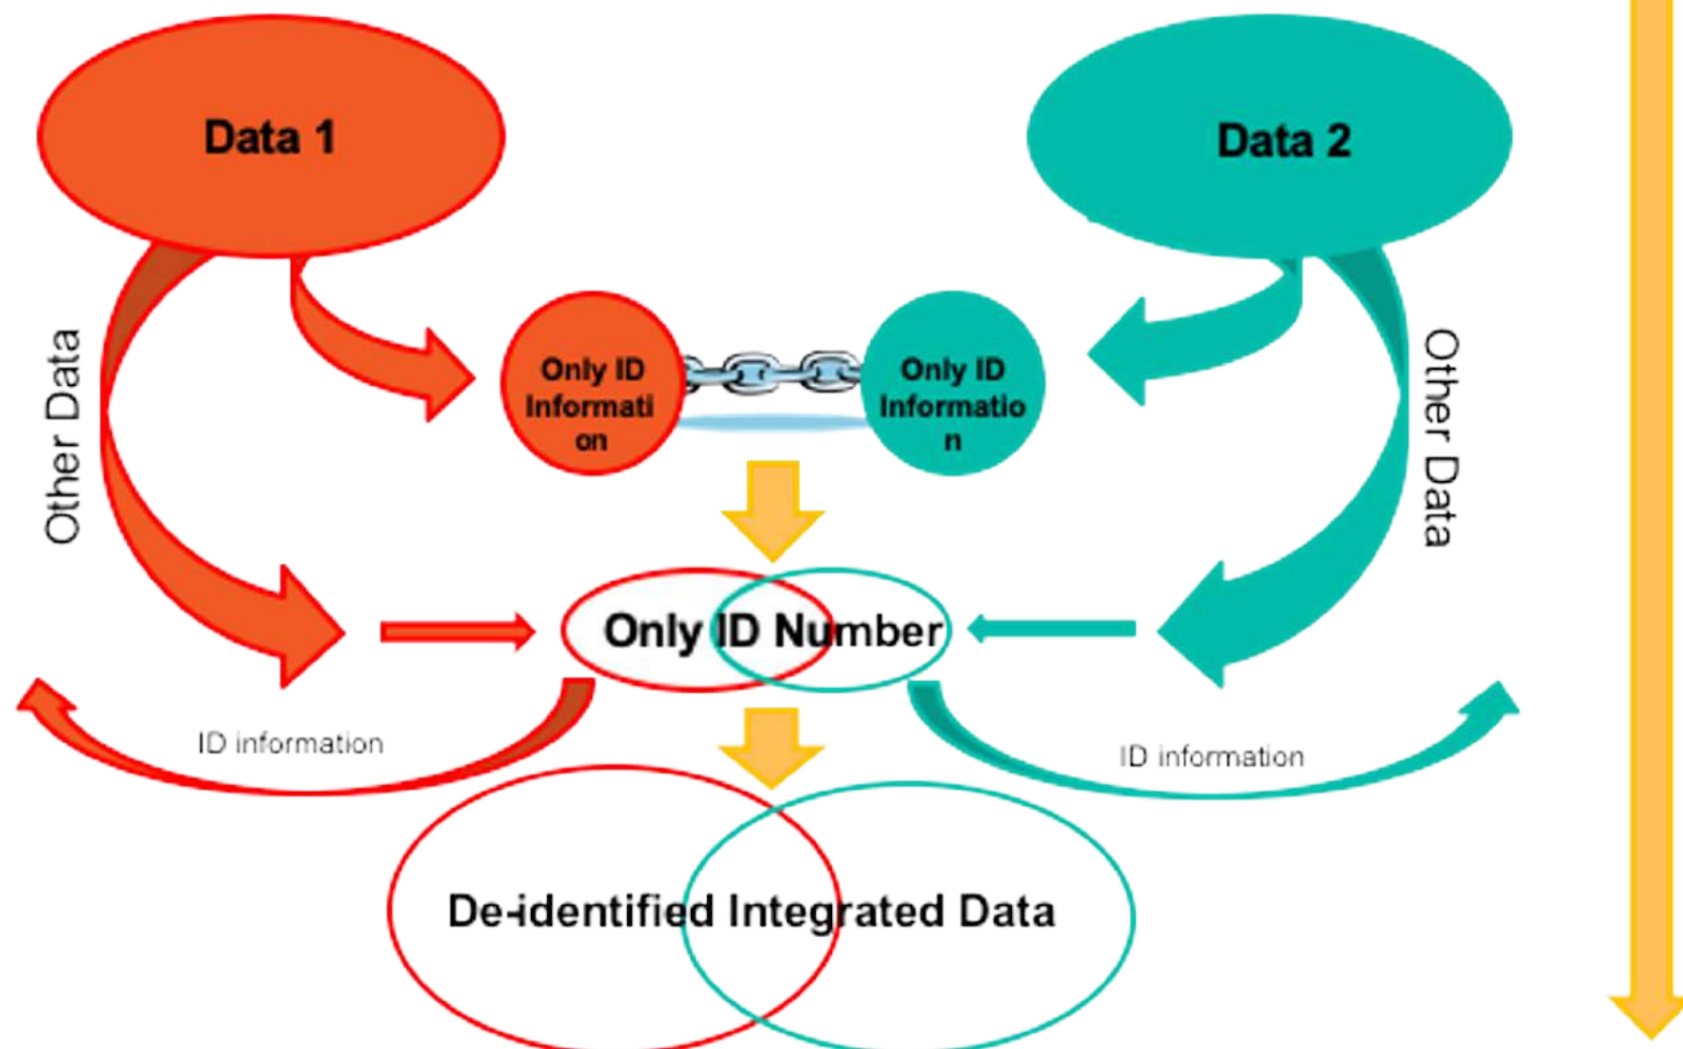 Data 1
Data 2
Other Data
Only ID
Informati
on
Only ID
Informatio
n
Other Data
Only ID Number
ID information
ID information
De-identified Integrated Data